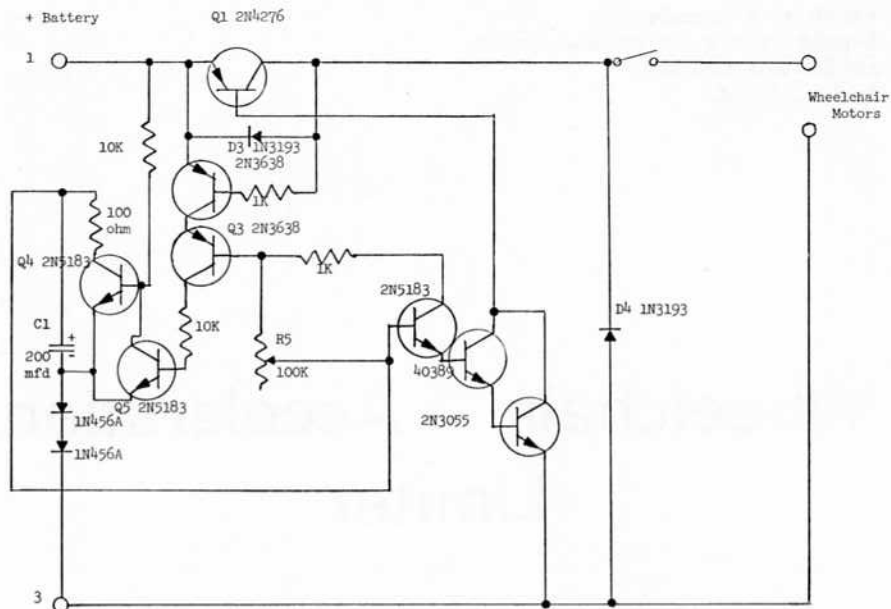 Q1 2N4276
+ Battery
1
Wheelchair
Motors
10K
D3 1N3193
2N3638
1K
100
ohm
Q3 2N3638
Q4 2N5183
1K
2N5183
D4 1N3193
C1
+
-
200
mfd
10K
R5
100K
40389
Q5 2N5183
1N456A
2N3055
1N456A
3